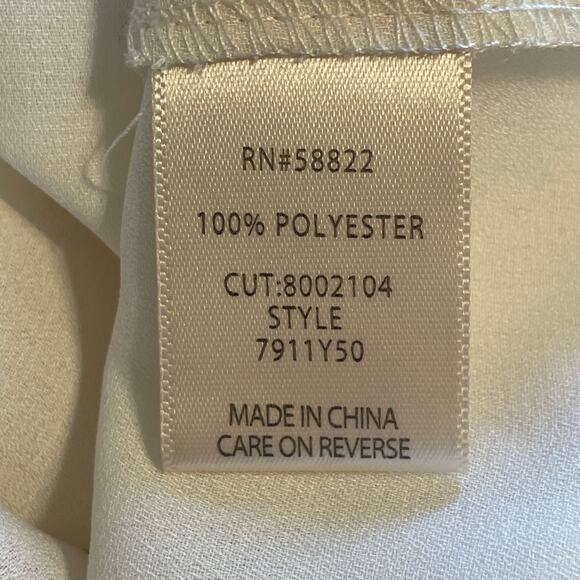 RN#58822
100% POLYESTER
CUT:8002104
STYLE
7911Y50
MADE IN CHINA
CARE ON REVERSE